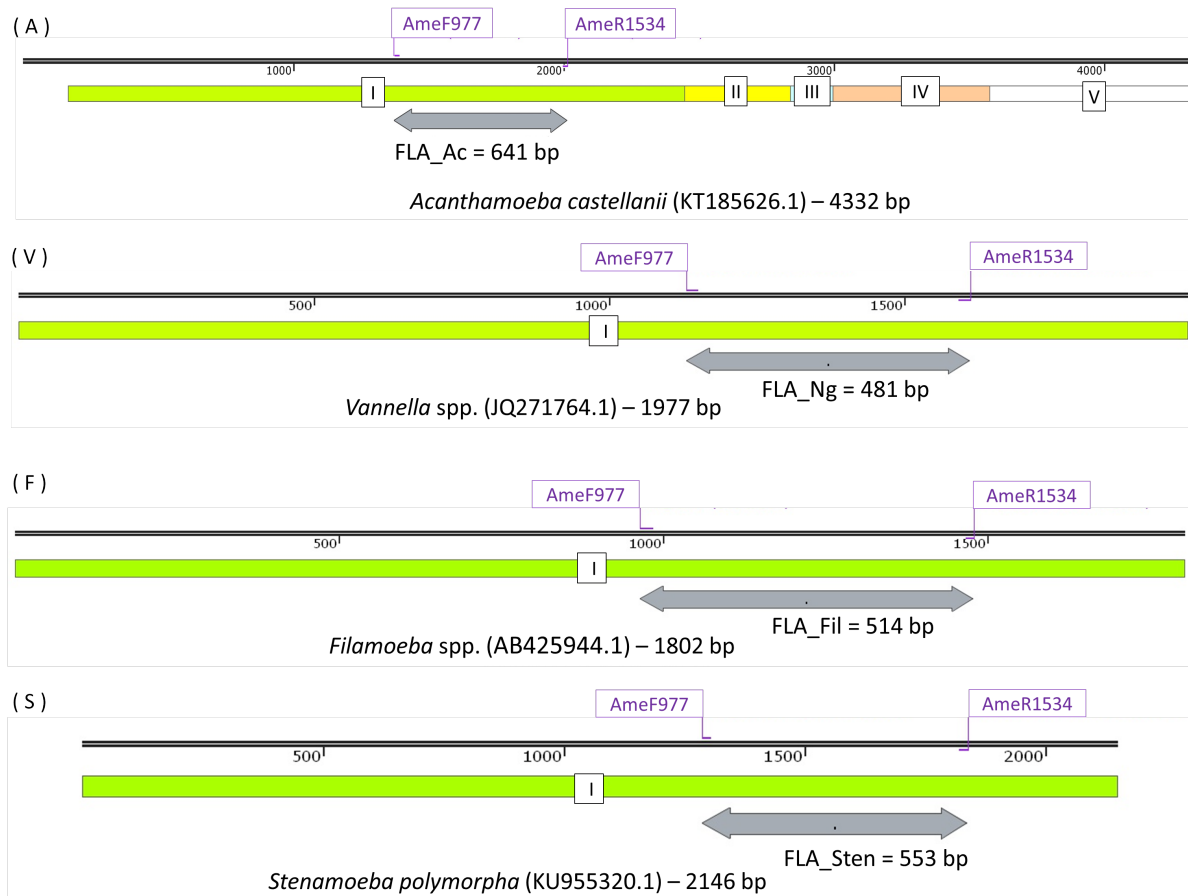 ( A )
AmeF977 AmeR1534
1000 2000 3000 4000
I II III IV V
FLA_Ac = 641 bp
Acanthamoeba castellanii (KT185626.1) – 4332 bp
( V )
AmeF977 AmeR1534
500 1000 1500
I
FLA_Ng = 481 bp
Vannella spp. (JQ271764.1) – 1977 bp
( F )
AmeF977 AmeR1534
500 1000 1500
I
FLA_Fil = 514 bp
Filamoeba spp. (AB425944.1) – 1802 bp
( S )
AmeF977 AmeR1534
500 1000 1500 2000
I
FLA_Sten = 553 bp
Stenamoeba polymorpha (KU955320.1) – 2146 bp